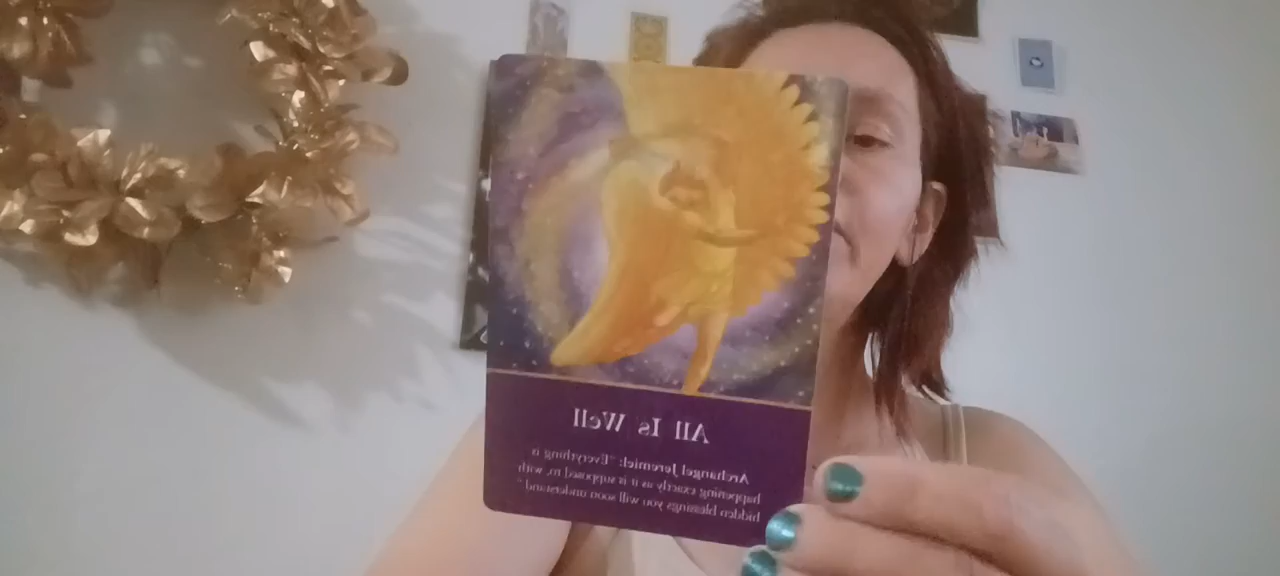 All Is Well
Archangel Jeremiel: "Everything is
happening exactly as it is supposed to, with
hidden blessings you will soon understand."